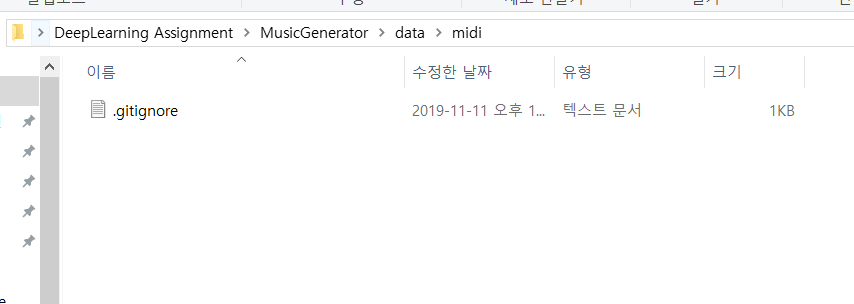 DeepLearning Assignment > MusicGenerator > data > midi
이름 수정한 날짜 유형 크기
.gitignore 2019-11-11 오후 1... 텍스트 문서 1KB